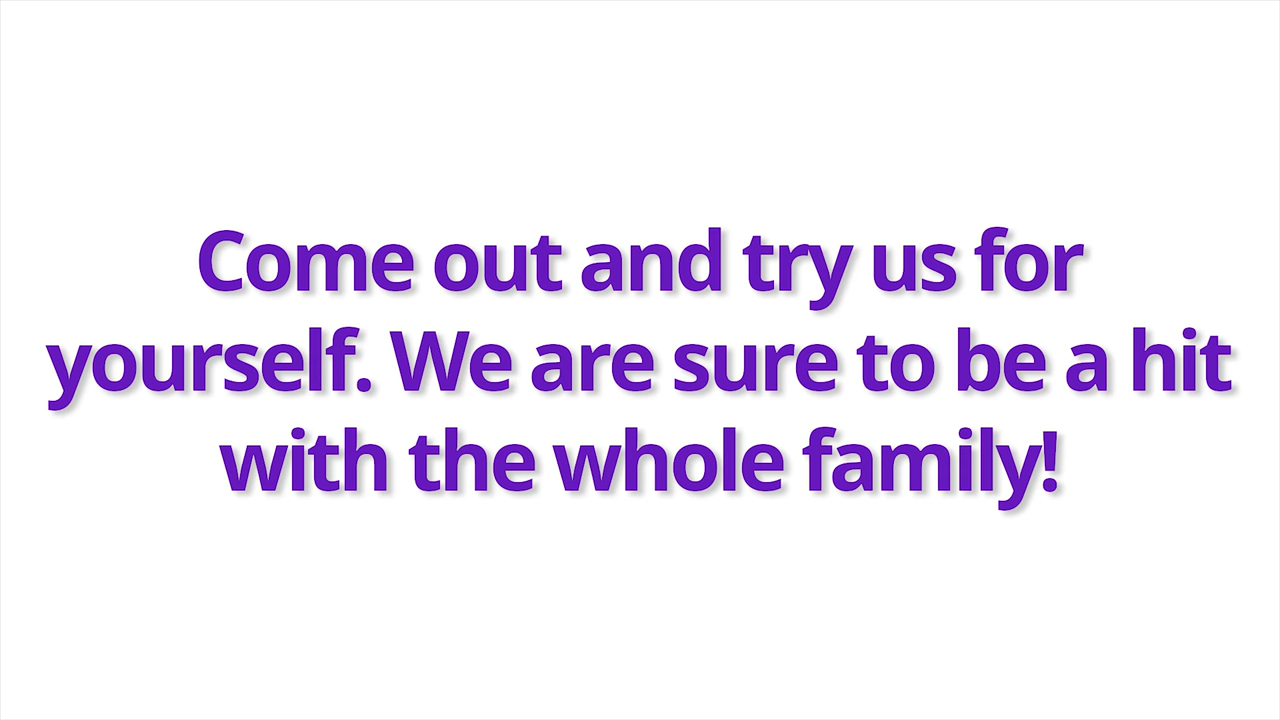 Come out and try us for
yourself. We are sure to be a hit
with the whole family!